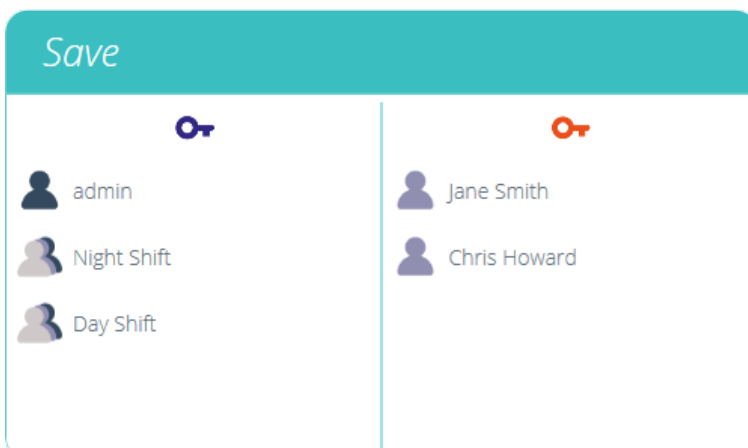 Save
admin
Night Shift
Day Shift
Jane Smith
Chris Howard